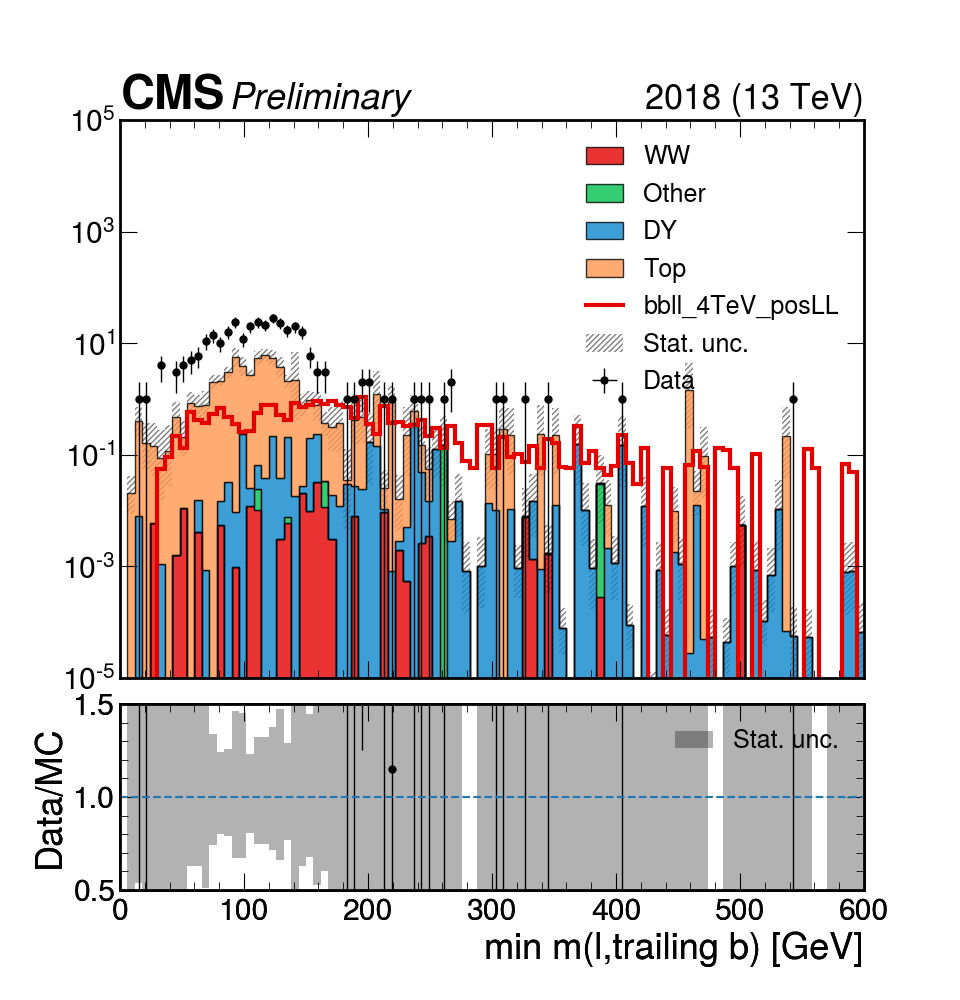 CMS Preliminary 2018 (13 TeV)
10^5
10^3
10^1
10^-1
10^-3
10^-5
WW
Other
DY
Top
bbll_4TeV_posLL
Stat. unc.
Data
1.5
1.0
0.5
Data/MC
Stat. unc.
0 100 200 300 400 500 600
min m(l,trailing b) [GeV]